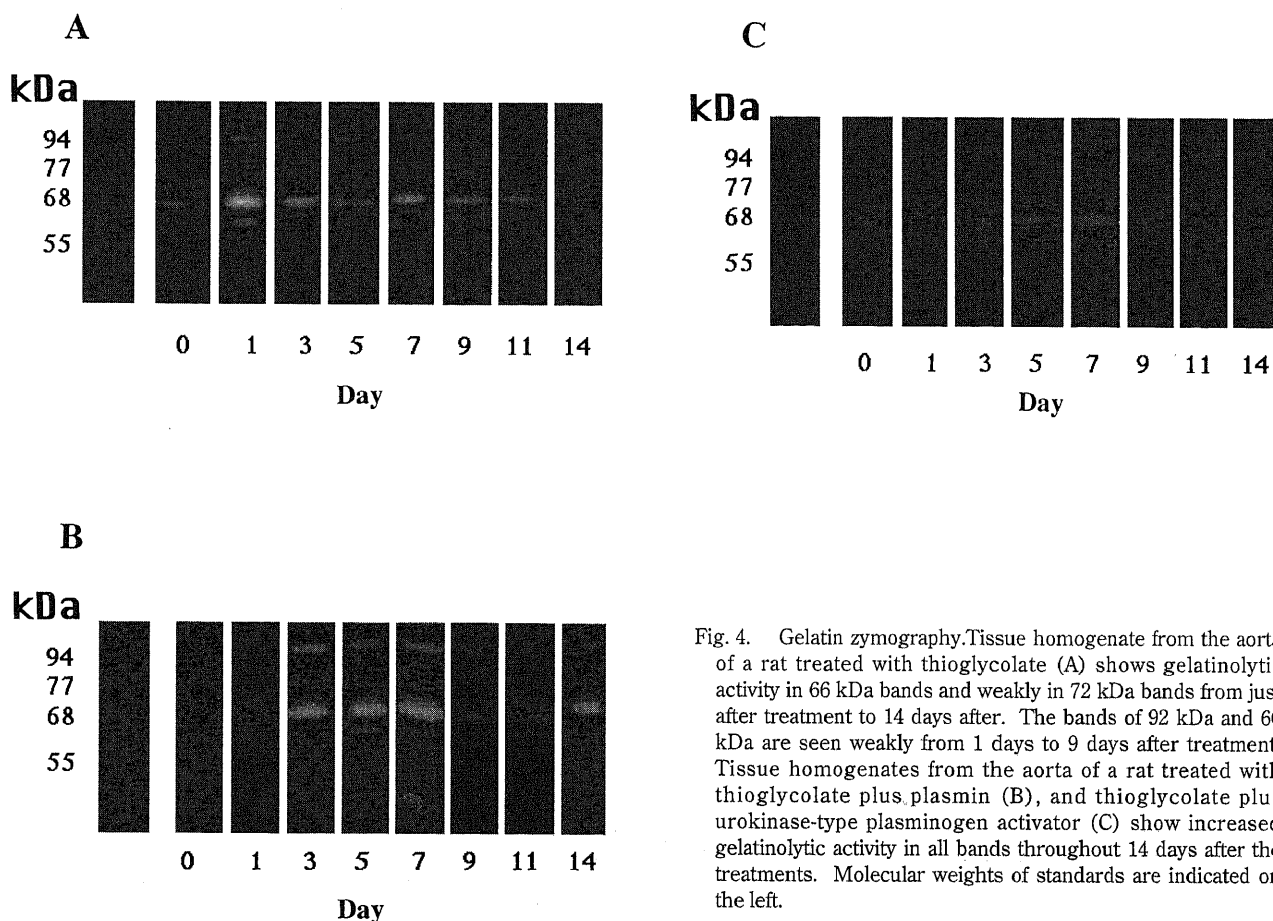 A
kDa
94
77
68
55
0 1 3 5 7 9 11 14
Day
C
kDa
94
77
68
55
0 1 3 5 7 9 11 14
Day
B
kDa
94
77
68
55
0 1 3 5 7 9 11 14
Day
Fig. 4. Gelatin zymography.Tissue homogenate from the aorta
of a rat treated with thioglycolate (A) shows gelatinolyti
activity in 66 kDa bands and weakly in 72 kDa bands from jus
after treatment to 14 days after. The bands of 92 kDa and 6
kDa are seen weakly from 1 days to 9 days after treatment
Tissue homogenates from the aorta of a rat treated with
thioglycolate plus plasmin (B), and thioglycolate plu
urokinase-type plasminogen activator (C) show increased
gelatinolytic activity in all bands throughout 14 days after the
treatments. Molecular weights of standards are indicated on
the left.